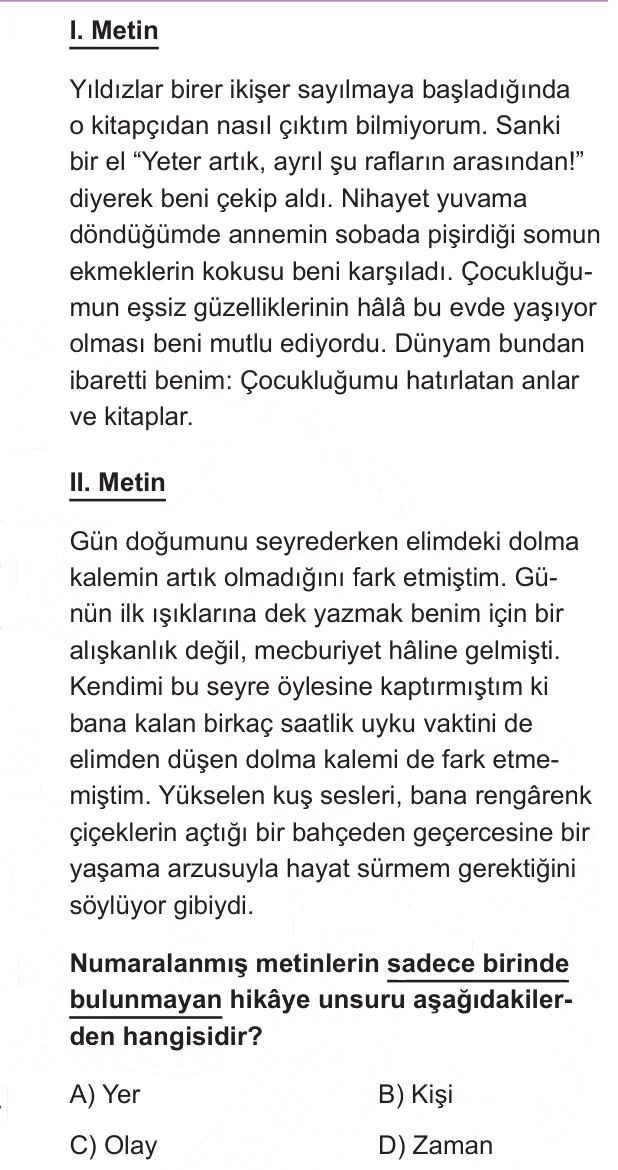 I. Metin
Yıldızlar birer ikişer sayılmaya başladığında
o kitapçıdan nasıl çıktım bilmiyorum. Sanki
bir el “Yeter artık, ayrıl şu rafların arasından!”
diyerek beni çekip aldı. Nihayet yuvama
döndüğümde annemin sobada pişirdiği somun
ekmeklerin kokusu beni karşıladı. Çocukluğu-
mun eşsiz güzelliklerinin hâlâ bu evde yaşıyor
olması beni mutlu ediyordu. Dünyam bundan
ibaretti benim: Çocukluğumu hatırlatan anlar
ve kitaplar.
II. Metin
Gün doğumunu seyrederken elimdeki dolma
kalemin artık olmadığını fark etmiştim. Gü-
nün ilk ışıklarına dek yazmak benim için bir
alışkanlık değil, mecburiyet hâline gelmişti.
Kendimi bu seyre öylesine kaptırmıştım ki
bana kalan birkaç saatlik uyku vaktini de
elimden düşen dolma kalemi de fark etme-
miştim. Yükselen kuş sesleri, bana rengârenk
çiçeklerin açtığı bir bahçeden geçercesine bir
yaşama arzusuyla hayat sürmem gerektiğini
söylüyor gibiydi.
Numaralanmış metinlerin sadece birinde
bulunmayan hikâye unsuru aşağıdakiler-
den hangisidir?
A) Yer B) Kişi
C) Olay D) Zaman